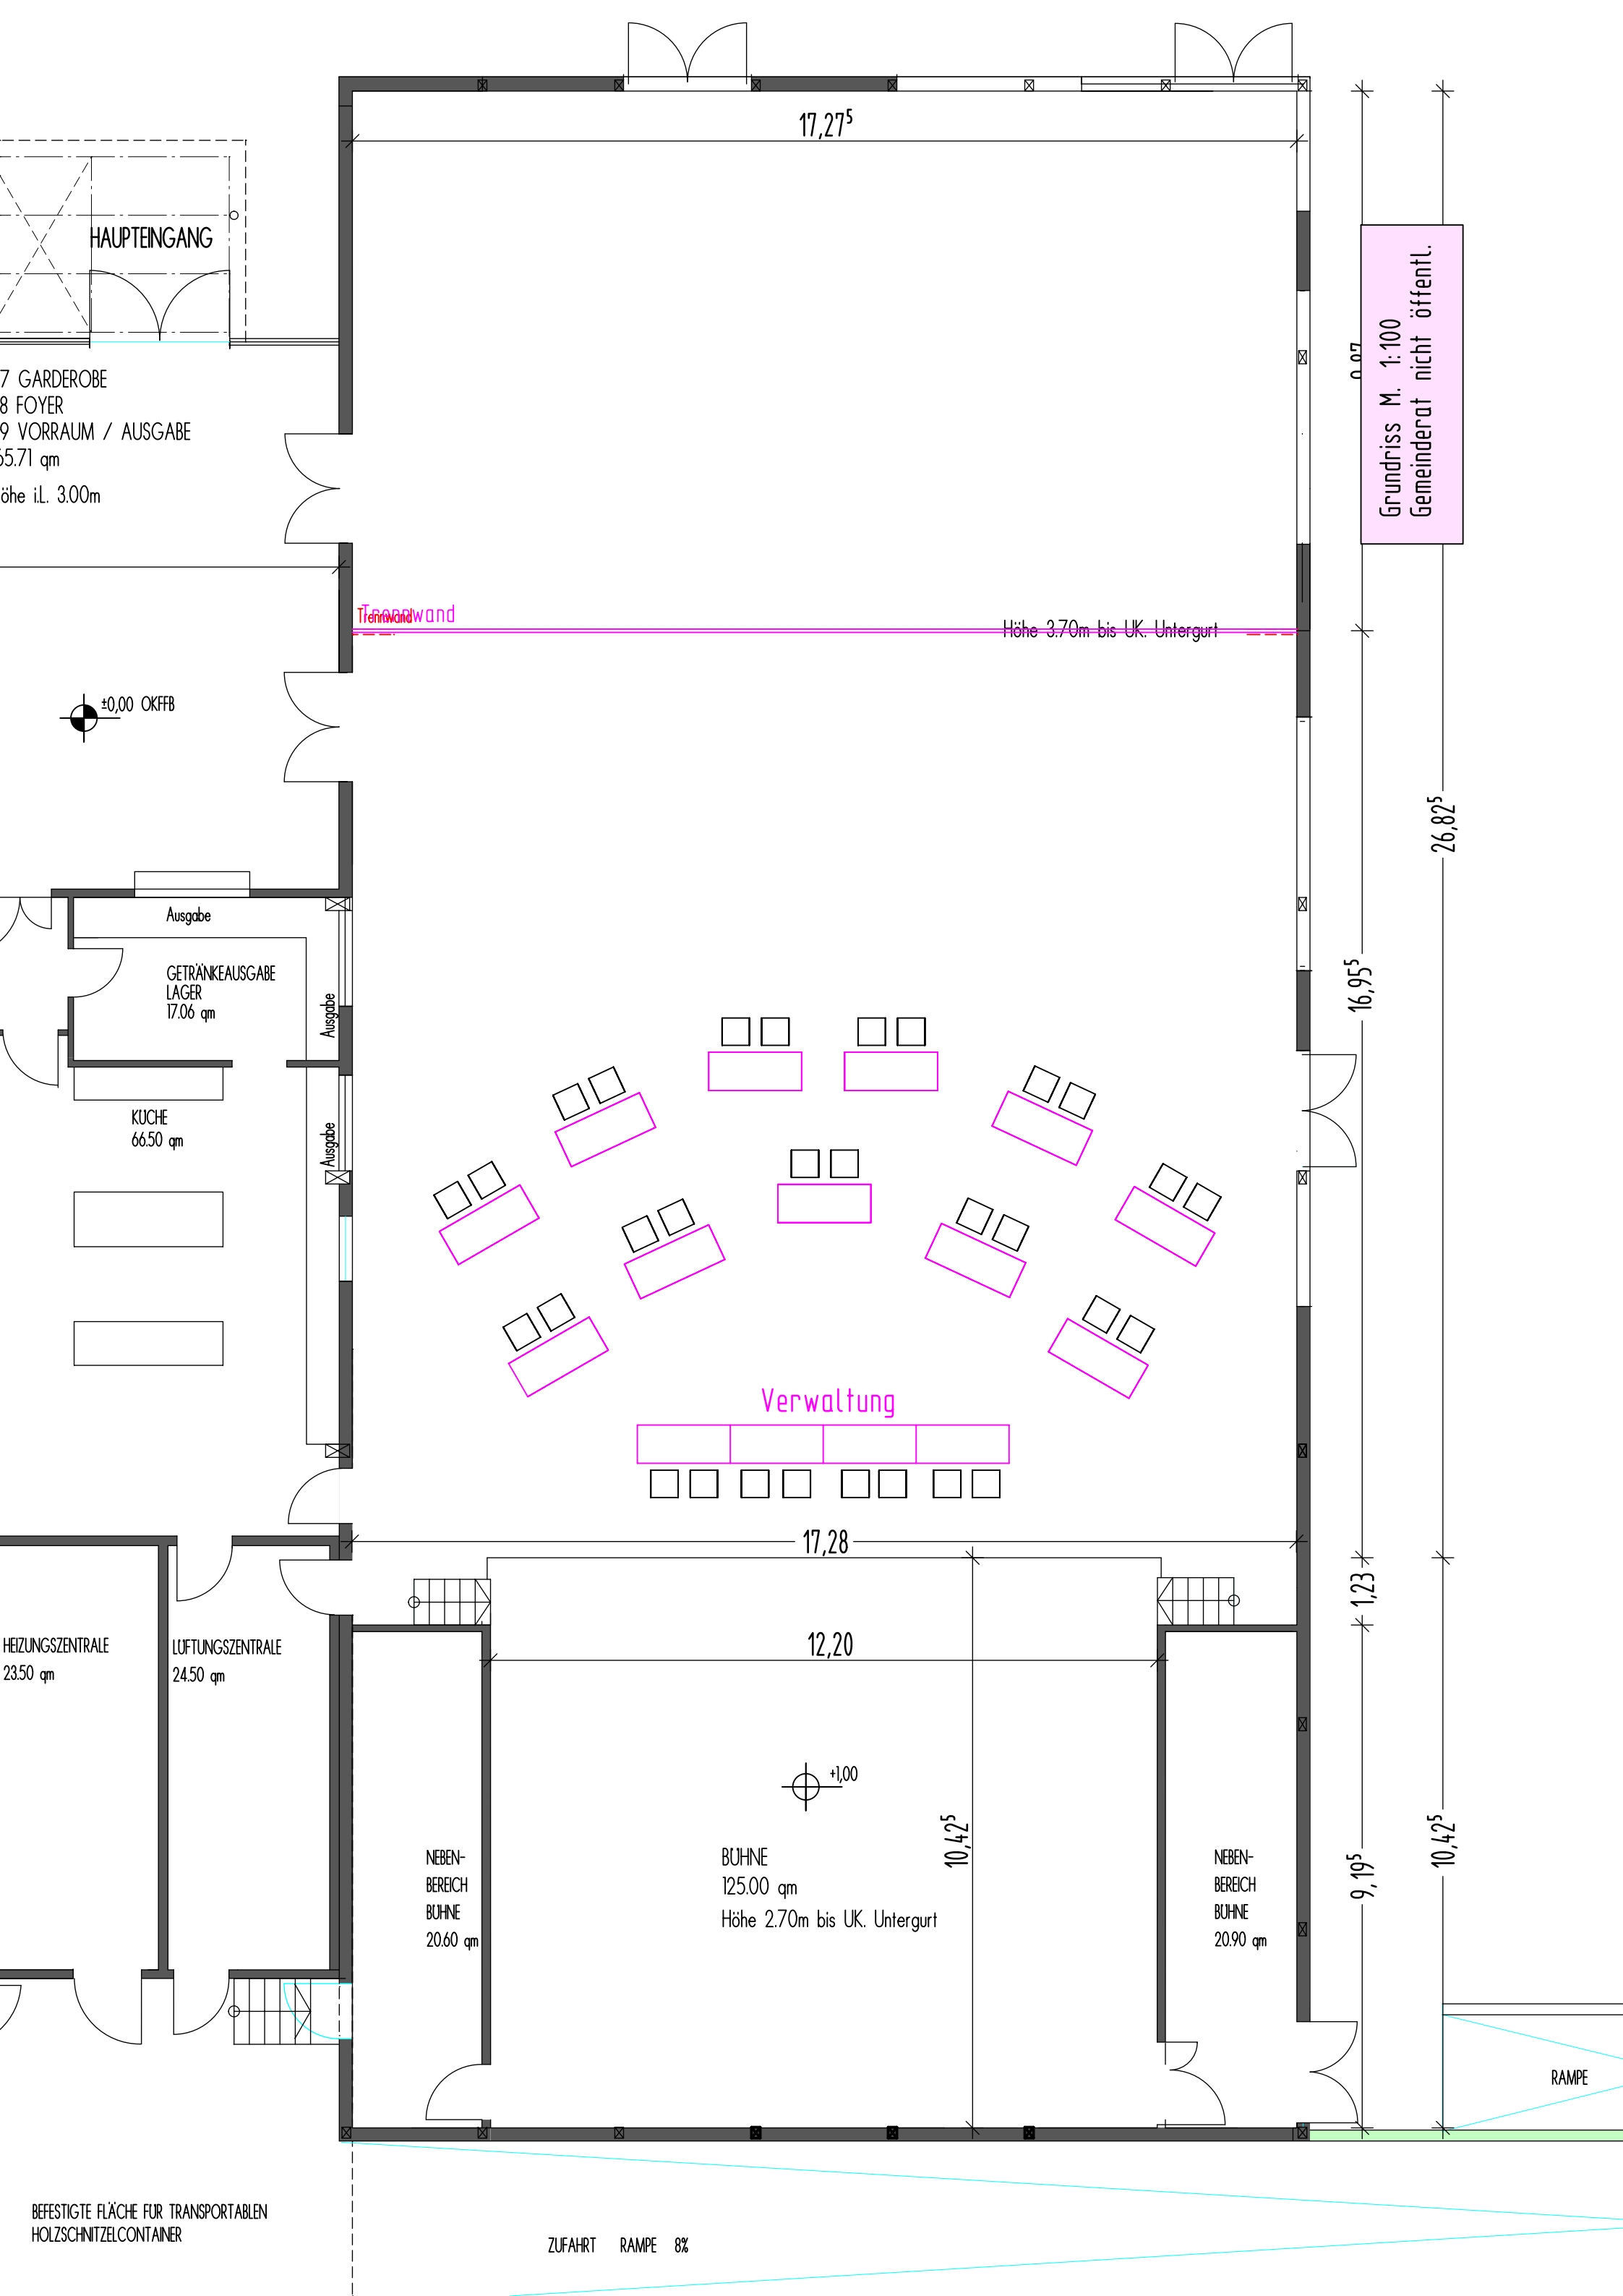 17,27⁵
HAUPTEINGANG
Grundriss M. 1:100
Gemeinderat nicht öffentl.
7 GARDEROBE
8 FOYER
9 VORRAUM / AUSGABE
65.71 qm
öhe i.L. 3.00m
Trennwand
Trennwand
Höhe 3.70m bis UK. Untergurt
±0,00 OKFFB
26,82⁵
Ausgabe
GETRÄNKEAUSGABE
LAGER
17.06 qm
Ausgabe
16,95⁵
KÜCHE
66.50 qm
Ausgabe
Verwaltung
17,28
1,23
HEIZUNGSZENTRALE
23.50 qm
LÜFTUNGSZENTRALE
24.50 qm
12,20
+1,00
10,42⁵
BÜHNE
125.00 qm
Höhe 2.70m bis UK. Untergurt
NEBEN-
BEREICH
BÜHNE
20.60 qm
NEBEN-
BEREICH
BÜHNE
20.90 qm
9,19⁵
10,42⁵
RAMPE
BEFESTIGTE FLÄCHE FÜR TRANSPORTABLEN
HOLZSCHNITZELCONTAINER
ZUFAHRT RAMPE 8%